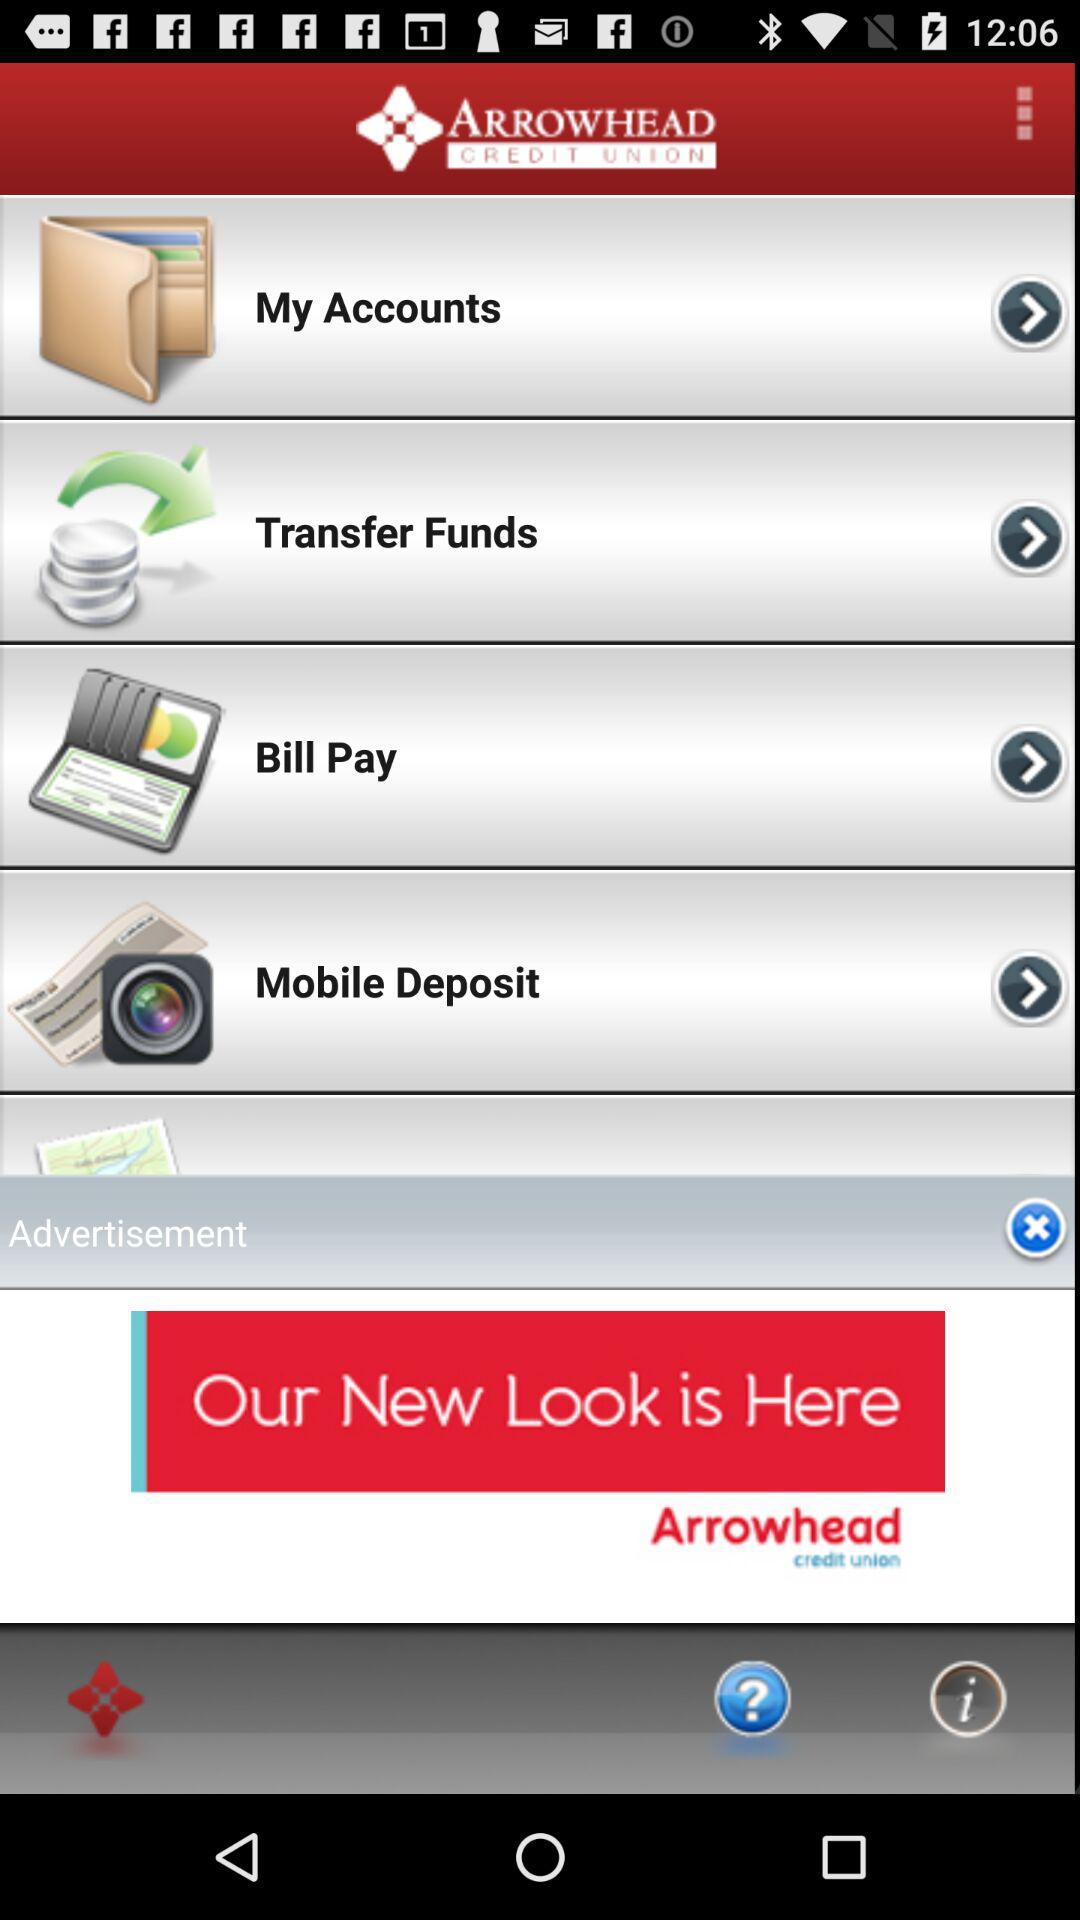 12:06
ARROWHEAD
CREDIT UNION
My Accounts
Transfer Funds
Bill Pay
Mobile Deposit
Advertisement
Our New Look is Here
Arrowhead
credit union